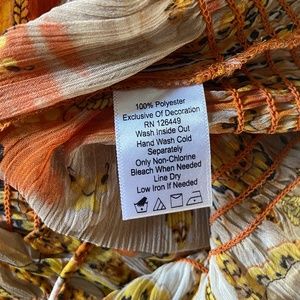 100% Polyester
Exclusive Of Decoration
RN 126449
Wash Inside Out
Hand Wash Cold
Separately
Only Non-Chlorine
Bleach When Needed
Line Dry
Low Iron If Needed